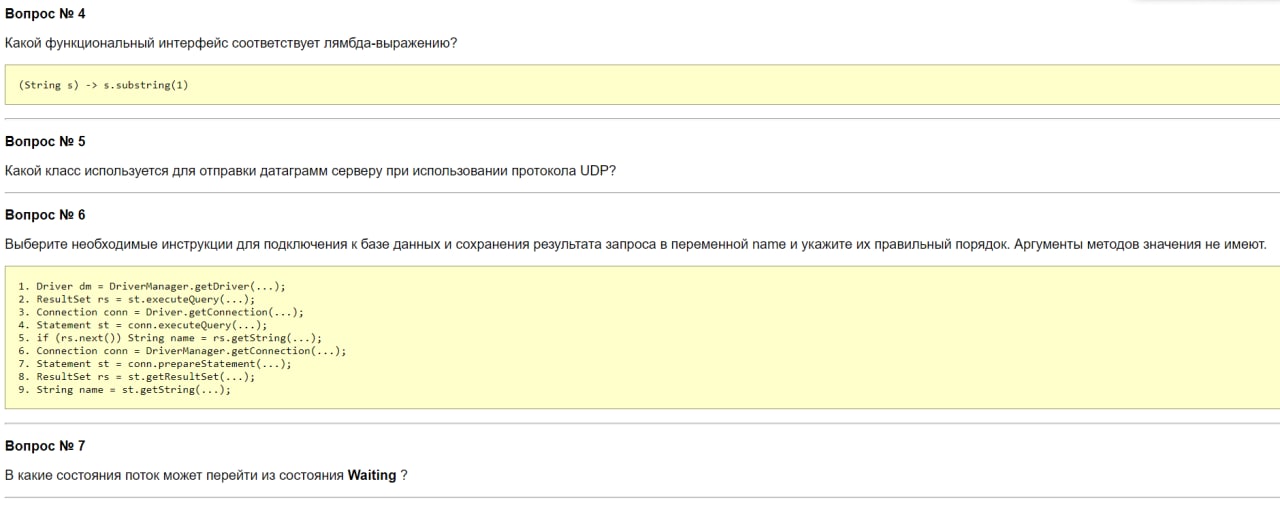 Вопрос № 4
Какой функциональный интерфейс соответствует лямбда-выражению?
(String s) -> s.substring(1)
Вопрос № 5
Какой класс используется для отправки датаграмм серверу при использовании протокола UDP?
Вопрос № 6
Выберите необходимые инструкции для подключения к базе данных и сохранения результата запроса в переменной name и укажите их правильный порядок. Аргументы методов значения не имеют.
1. Driver dm = DriverManager.getDriver(...);
2. ResultSet rs = st.executeQuery(...);
3. Connection conn = Driver.getConnection(...);
4. Statement st = conn.executeQuery(...);
5. if (rs.next()) String name = rs.getString(...);
6. Connection conn = DriverManager.getConnection(...);
7. Statement st = conn.prepareStatement(...);
8. ResultSet rs = st.getResultSet(...);
9. String name = st.getString(...);
Вопрос № 7
В какие состояния поток может перейти из состояния Waiting ?